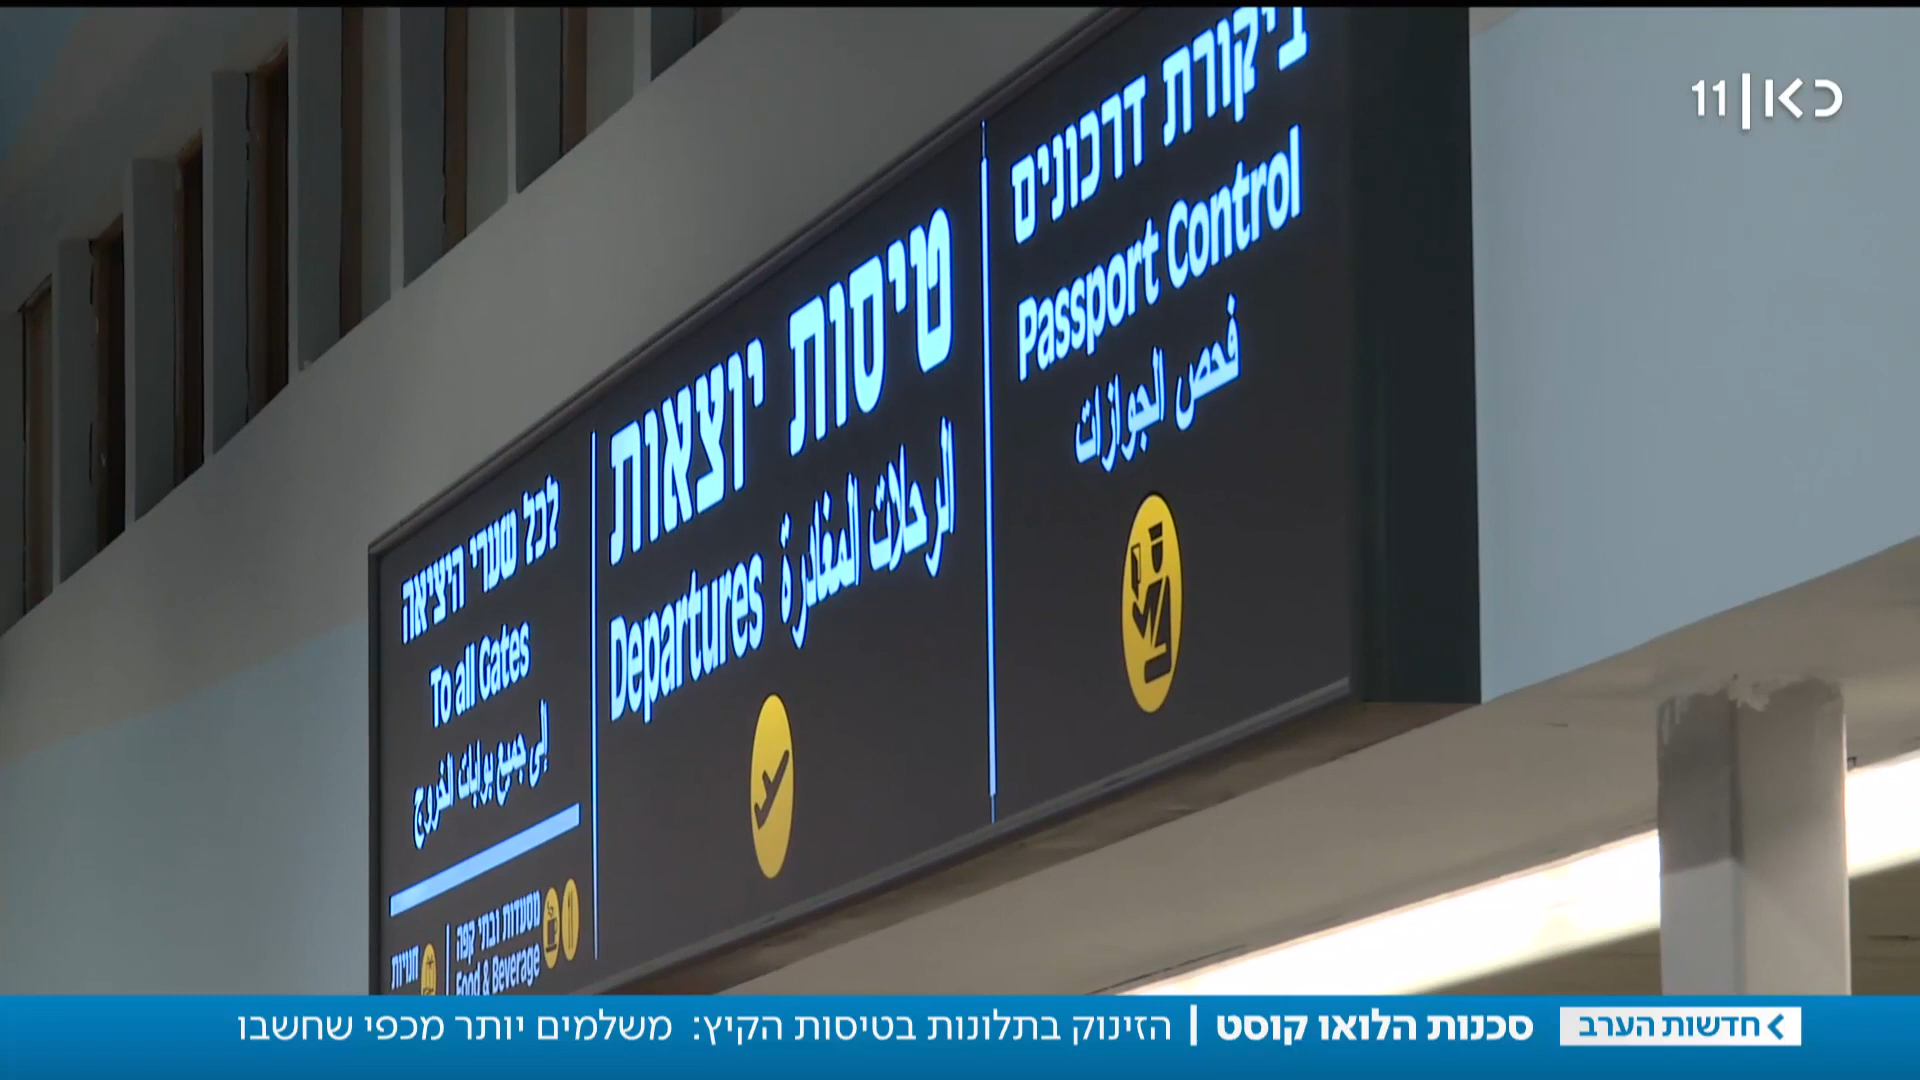 כאן 11
ביקורת דרכונים
Passport Control
فحص الجوازات
טיסות יוצאות
الرحلات المغادرة
Departures
לכל שערי היציאה
To all Gates
إلى جميع بوابات الخروج
מסעדות ובתי קפה
Food & Beverage
חנויות
חדשות הערב
סכנות הלואו קוסט | הזינוק בתלונות בטיסות הקיץ: משלמים יותר מכפי שחשבו